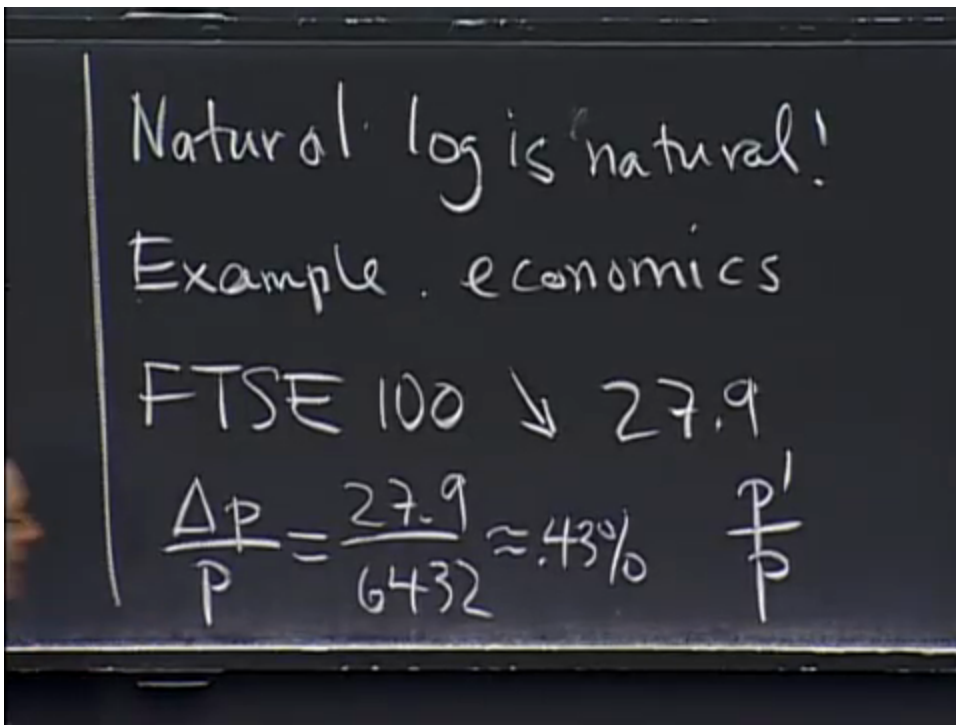 Natural log is natural!
Example. economics
FTSE 100 ↘ 27.9
Δp/p = 27.9/6432 ≈ .43% p'/p